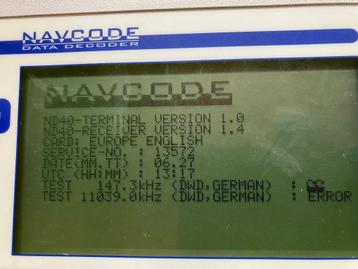 NAVCODE
DATA DECODER
NAVCODE
ND40-TERMINAL VERSION 1.0
ND40-RECEIVER VERSION 1.4
CARD: EUROPE ENGLISH
SERVICE-NO. : 13572
DATE(MM.TT) : 06.27
UTC (HH:MM) : 13:17
TEST 147.3kHz (DWD,GERMAN) :
TEST 11039.0kHz (DWD,GERMAN) : ERROR